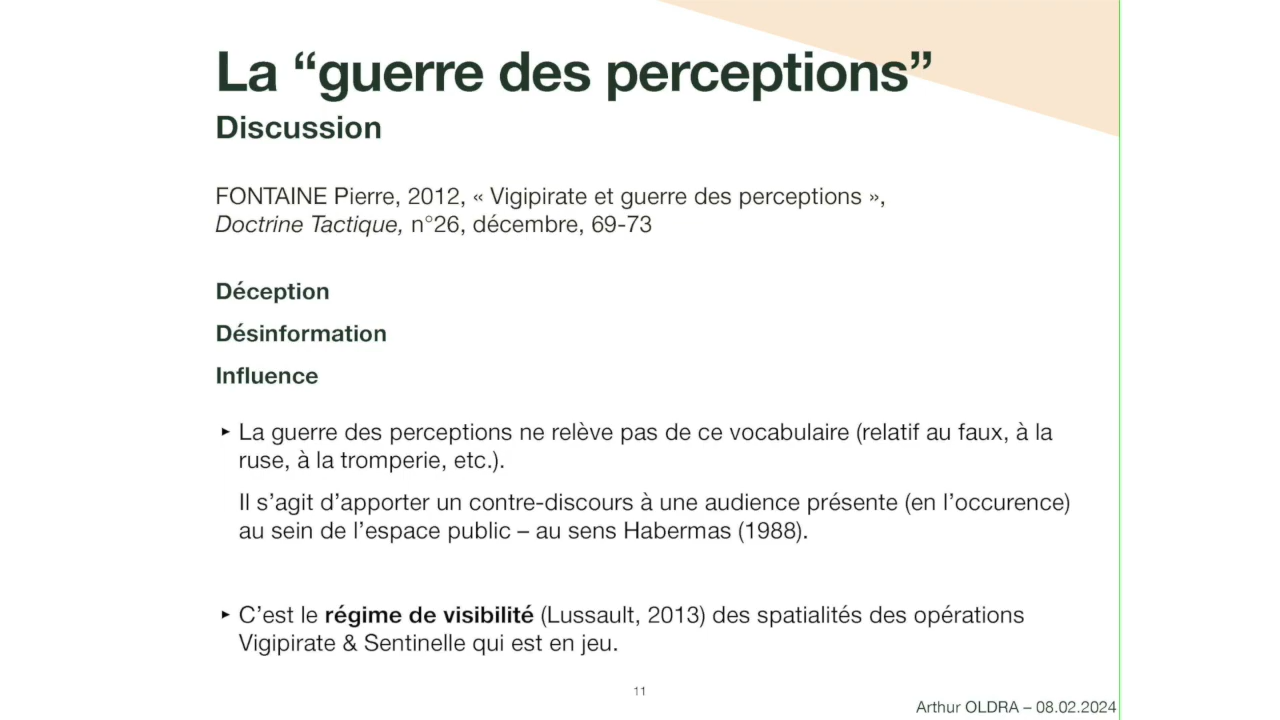 La “guerre des perceptions”
Discussion
FONTAINE Pierre, 2012, « Vigipirate et guerre des perceptions »,
Doctrine Tactique, n°26, décembre, 69-73
Déception
Désinformation
Influence
‣ La guerre des perceptions ne relève pas de ce vocabulaire (relatif au faux, à la
ruse, à la tromperie, etc.).
Il s’agit d’apporter un contre-discours à une audience présente (en l’occurence)
au sein de l’espace public – au sens Habermas (1988).
‣ C’est le régime de visibilité (Lussault, 2013) des spatialités des opérations
Vigipirate & Sentinelle qui est en jeu.
11
Arthur OLDRA – 08.02.2024